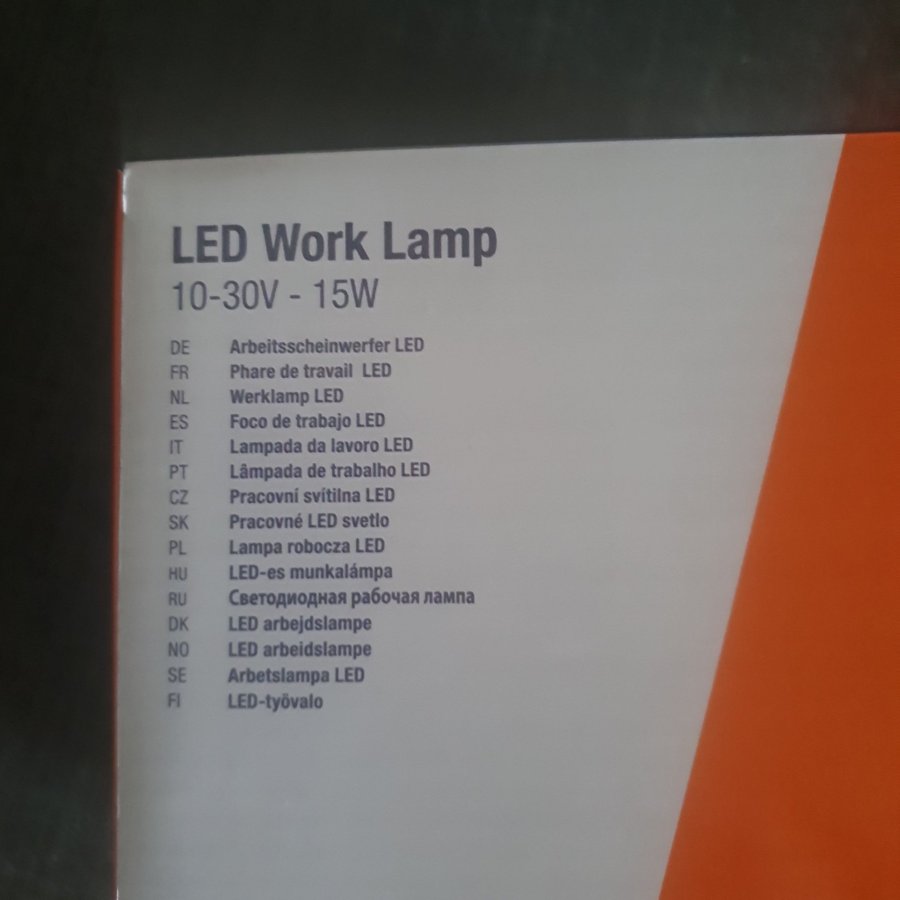 LED Work Lamp
10-30V - 15W
DE Arbeitsscheinwerfer LED
FR Phare de travail LED
NL Werklamp LED
ES Foco de trabajo LED
IT Lampada da lavoro LED
PT Lâmpada de trabalho LED
CZ Pracovní svítilna LED
SK Pracovné LED svetlo
PL Lampa robocza LED
HU LED-es munkalámpa
RU Светодиодная рабочая лампа
DK LED arbejdslampe
NO LED arbeidslampe
SE Arbetslampa LED
FI LED-työvalo